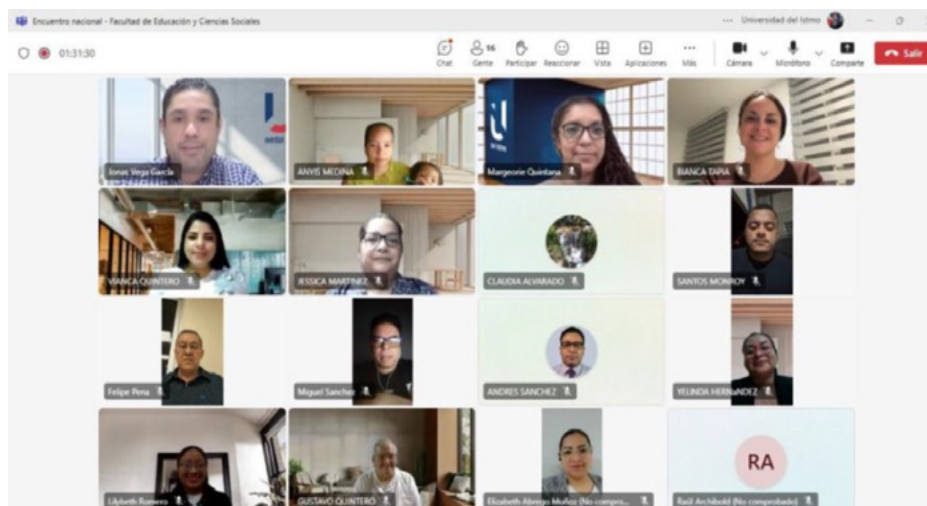 Encuentro nacional - Facultad de Educación y Ciencias Sociales
Universidad del Istmo
01:31:30
16
Chat
Gente
Participar
Reaccionar
Vista
Aplicaciones
Más
Cámara
Micrófono
Comparte
Salir
Jonas Vega García
ANYIS MEDINA
Margeorie Quintana
BIANCA TAPIA
VIANCA QUINTERO
JESSICA MARTINEZ
CLAUDIA ALVARADO
SANTOS MONROY
Felipe Pena
Miguel Sanchez
ANDRES SANCHEZ
YELINDA HERNaNDEZ
Lilybeth Romero
GUSTAVO QUINTERO
Elizabeth Abrego Muñoz (No compro...
RA
Raúl Archibold (No comprobado)